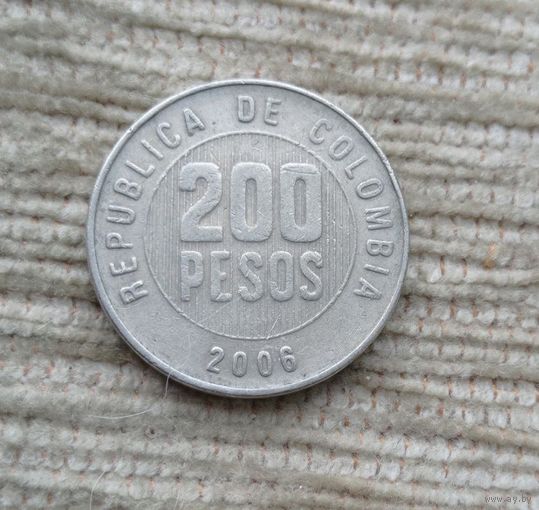 REPUBLICA DE COLOMBIA
200
PESOS
2006
www.ay.by